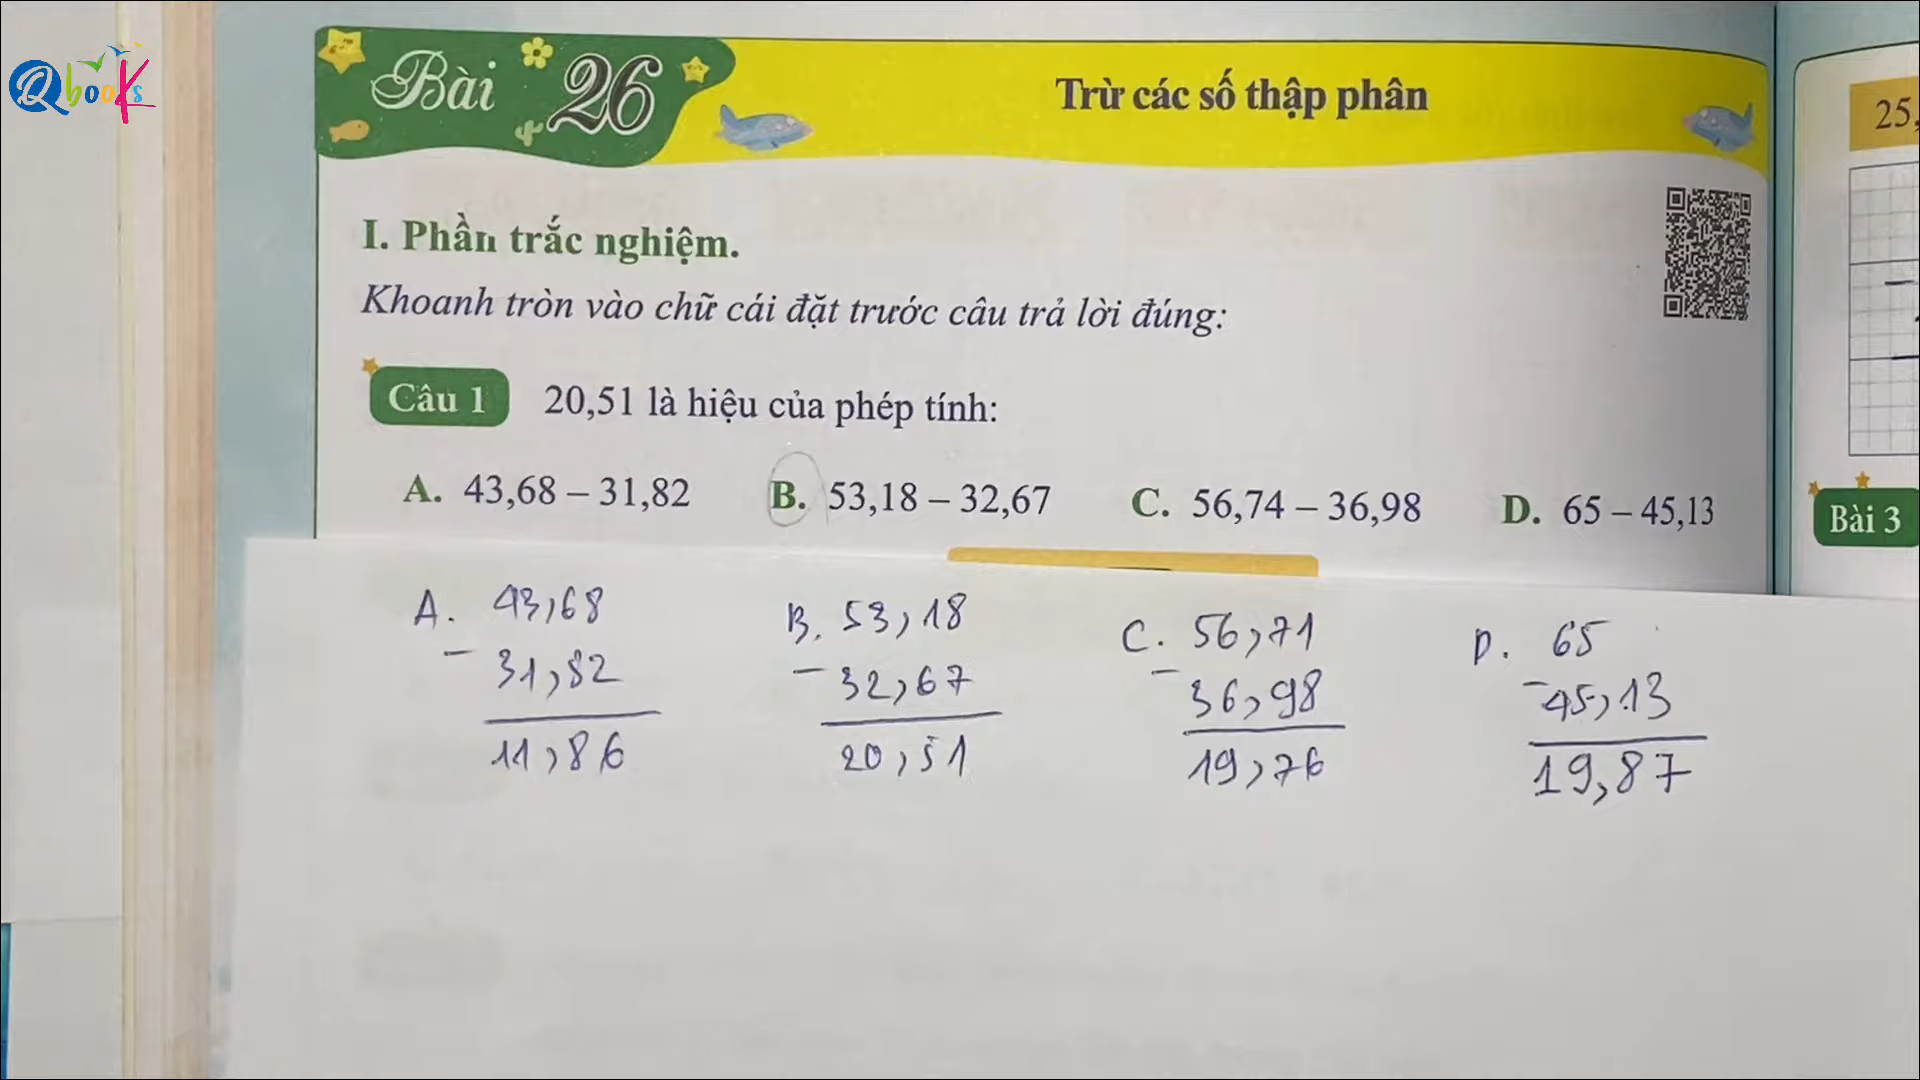 Qbooks
Bài 26
Trừ các số thập phân
25,
I. Phần trắc nghiệm.
Khoanh tròn vào chữ cái đặt trước câu trả lời đúng:
Câu 1 20,51 là hiệu của phép tính:
A. 43,68 – 31,82 B. 53,18 – 32,67 C. 56,74 – 36,98 D. 65 – 45,13
Bài 3
A. 43,68
- 31,82
11,86
B. 53,18
- 32,67
20,51
C. 56,71
- 36,98
19,76
D. 65
- 45,13
19,87